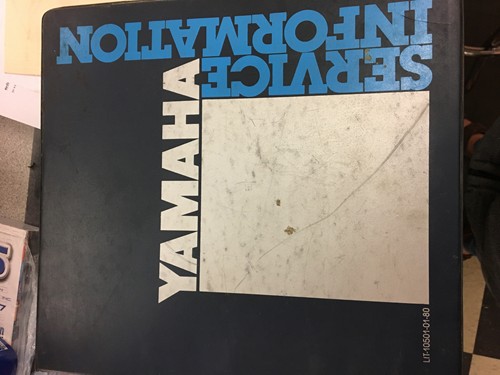 SERVICE
INFORMATION
YAMAHA
LIT-10501-01-80